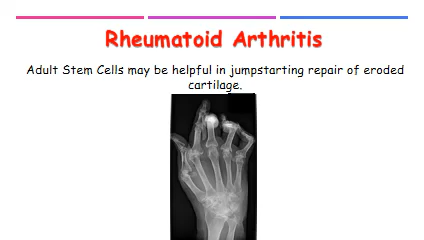 Rheumatoid Arthritis
Adult Stem Cells may be helpful in jumpstarting repair of eroded
cartilage.